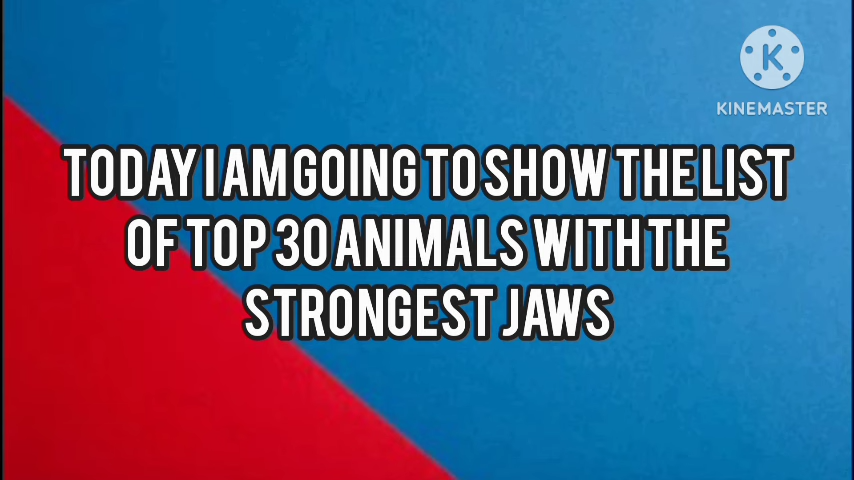 KINEMASTER
TODAY I AM GOING TO SHOW THE LIST
OF TOP 30 ANIMALS WITH THE
STRONGEST JAWS